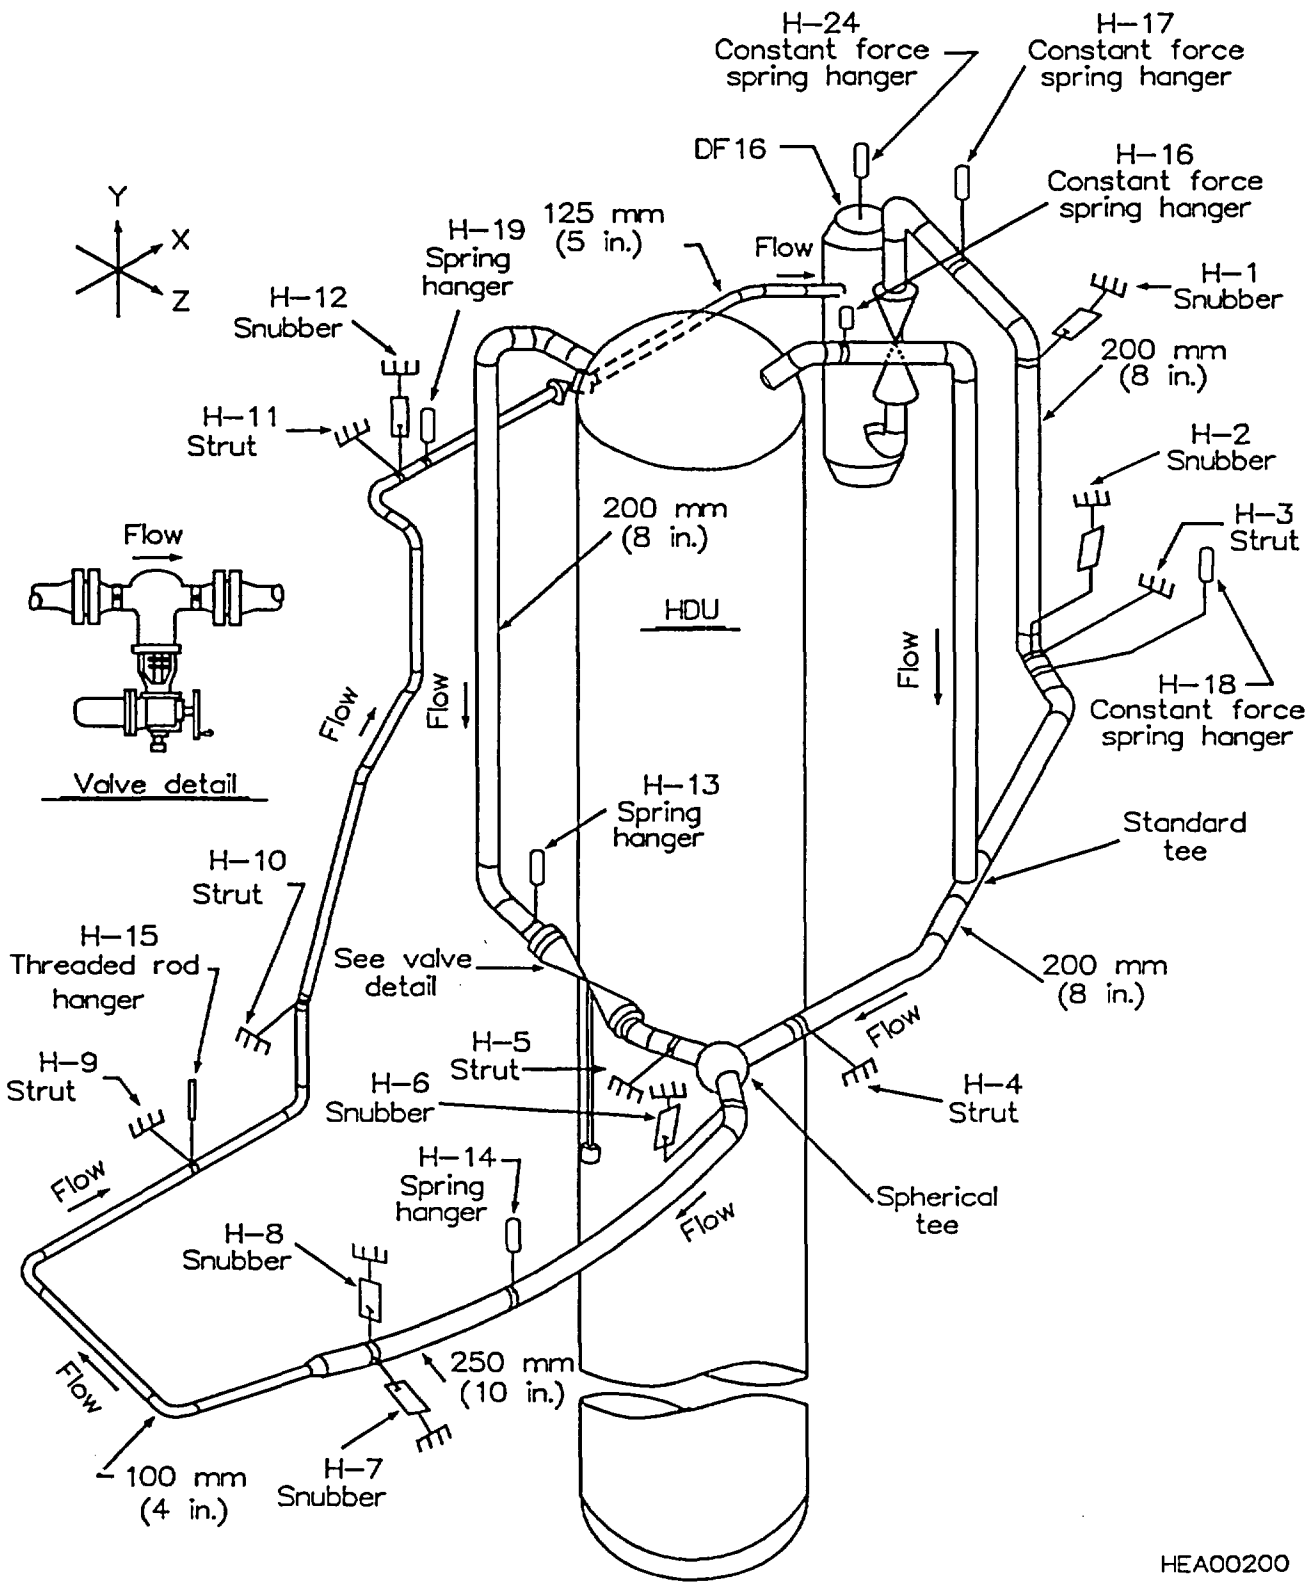 H-24
Constant force
spring hanger
H-17
Constant force
spring hanger
DF16
H-16
Constant force
spring hanger
Y
X
Z
H-19
Spring
hanger
125 mm
(5 in.)
Flow
H-1
Snubber
H-12
Snubber
200 mm
(8 in.)
H-11
Strut
H-2
Snubber
200 mm
(8 in.)
H-3
Strut
Flow
HDU
Flow
Flow
Flow
H-18
Constant force
spring hanger
Valve detail
H-13
Spring
hanger
Standard
tee
H-10
Strut
H-15
Threaded rod
hanger
See valve
detail
200 mm
(8 in.)
Flow
H-9
Strut
H-5
Strut
H-6
Snubber
H-4
Strut
Flow
H-14
Spring
hanger
Flow
Spherical
tee
H-8
Snubber
Flow
250 mm
(10 in.)
100 mm
(4 in.)
H-7
Snubber
HEA00200